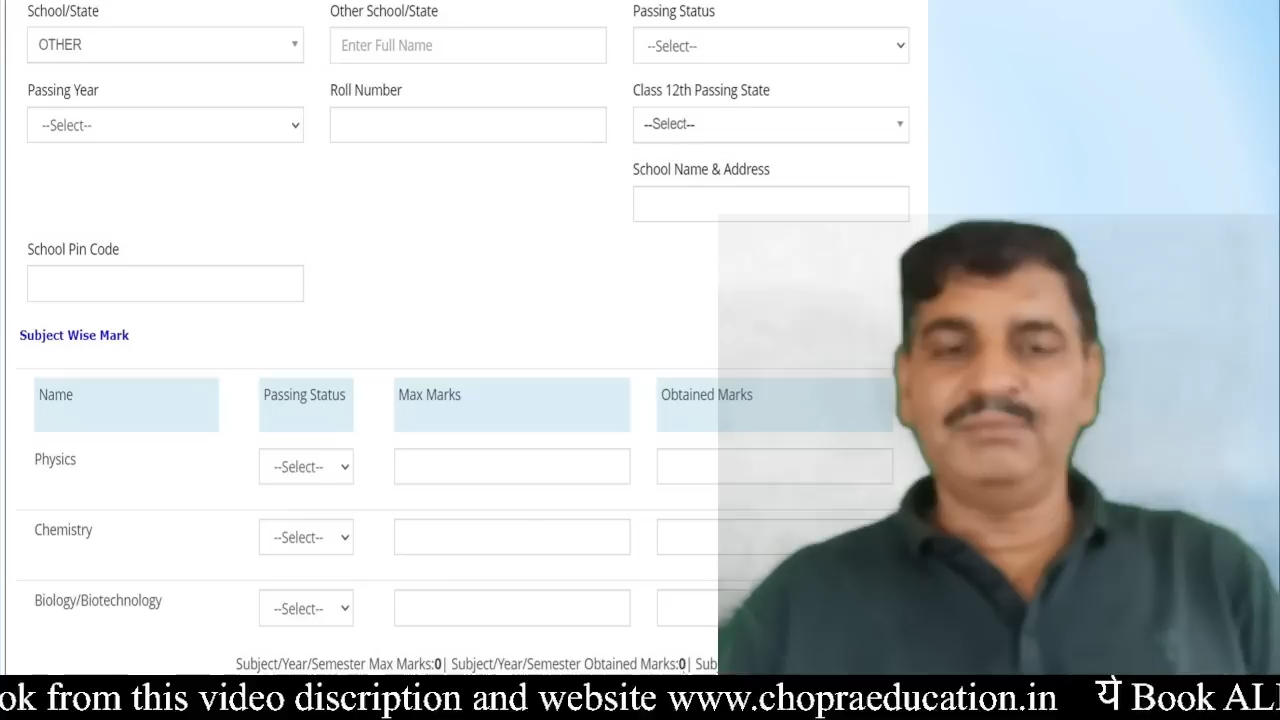 School/State Other School/State Passing Status
OTHER Enter Full Name --Select--
Passing Year Roll Number Class 12th Passing State
--Select-- --Select--
School Name & Address
School Pin Code
Subject Wise Mark
Name Passing Status Max Marks Obtained Marks
Physics --Select--
Chemistry --Select--
Biology/Biotechnology --Select--
Subject/Year/Semester Max Marks:0| Subject/Year/Semester Obtained Marks:0|
from this video discription and website www.chopraeducation.in ये Book